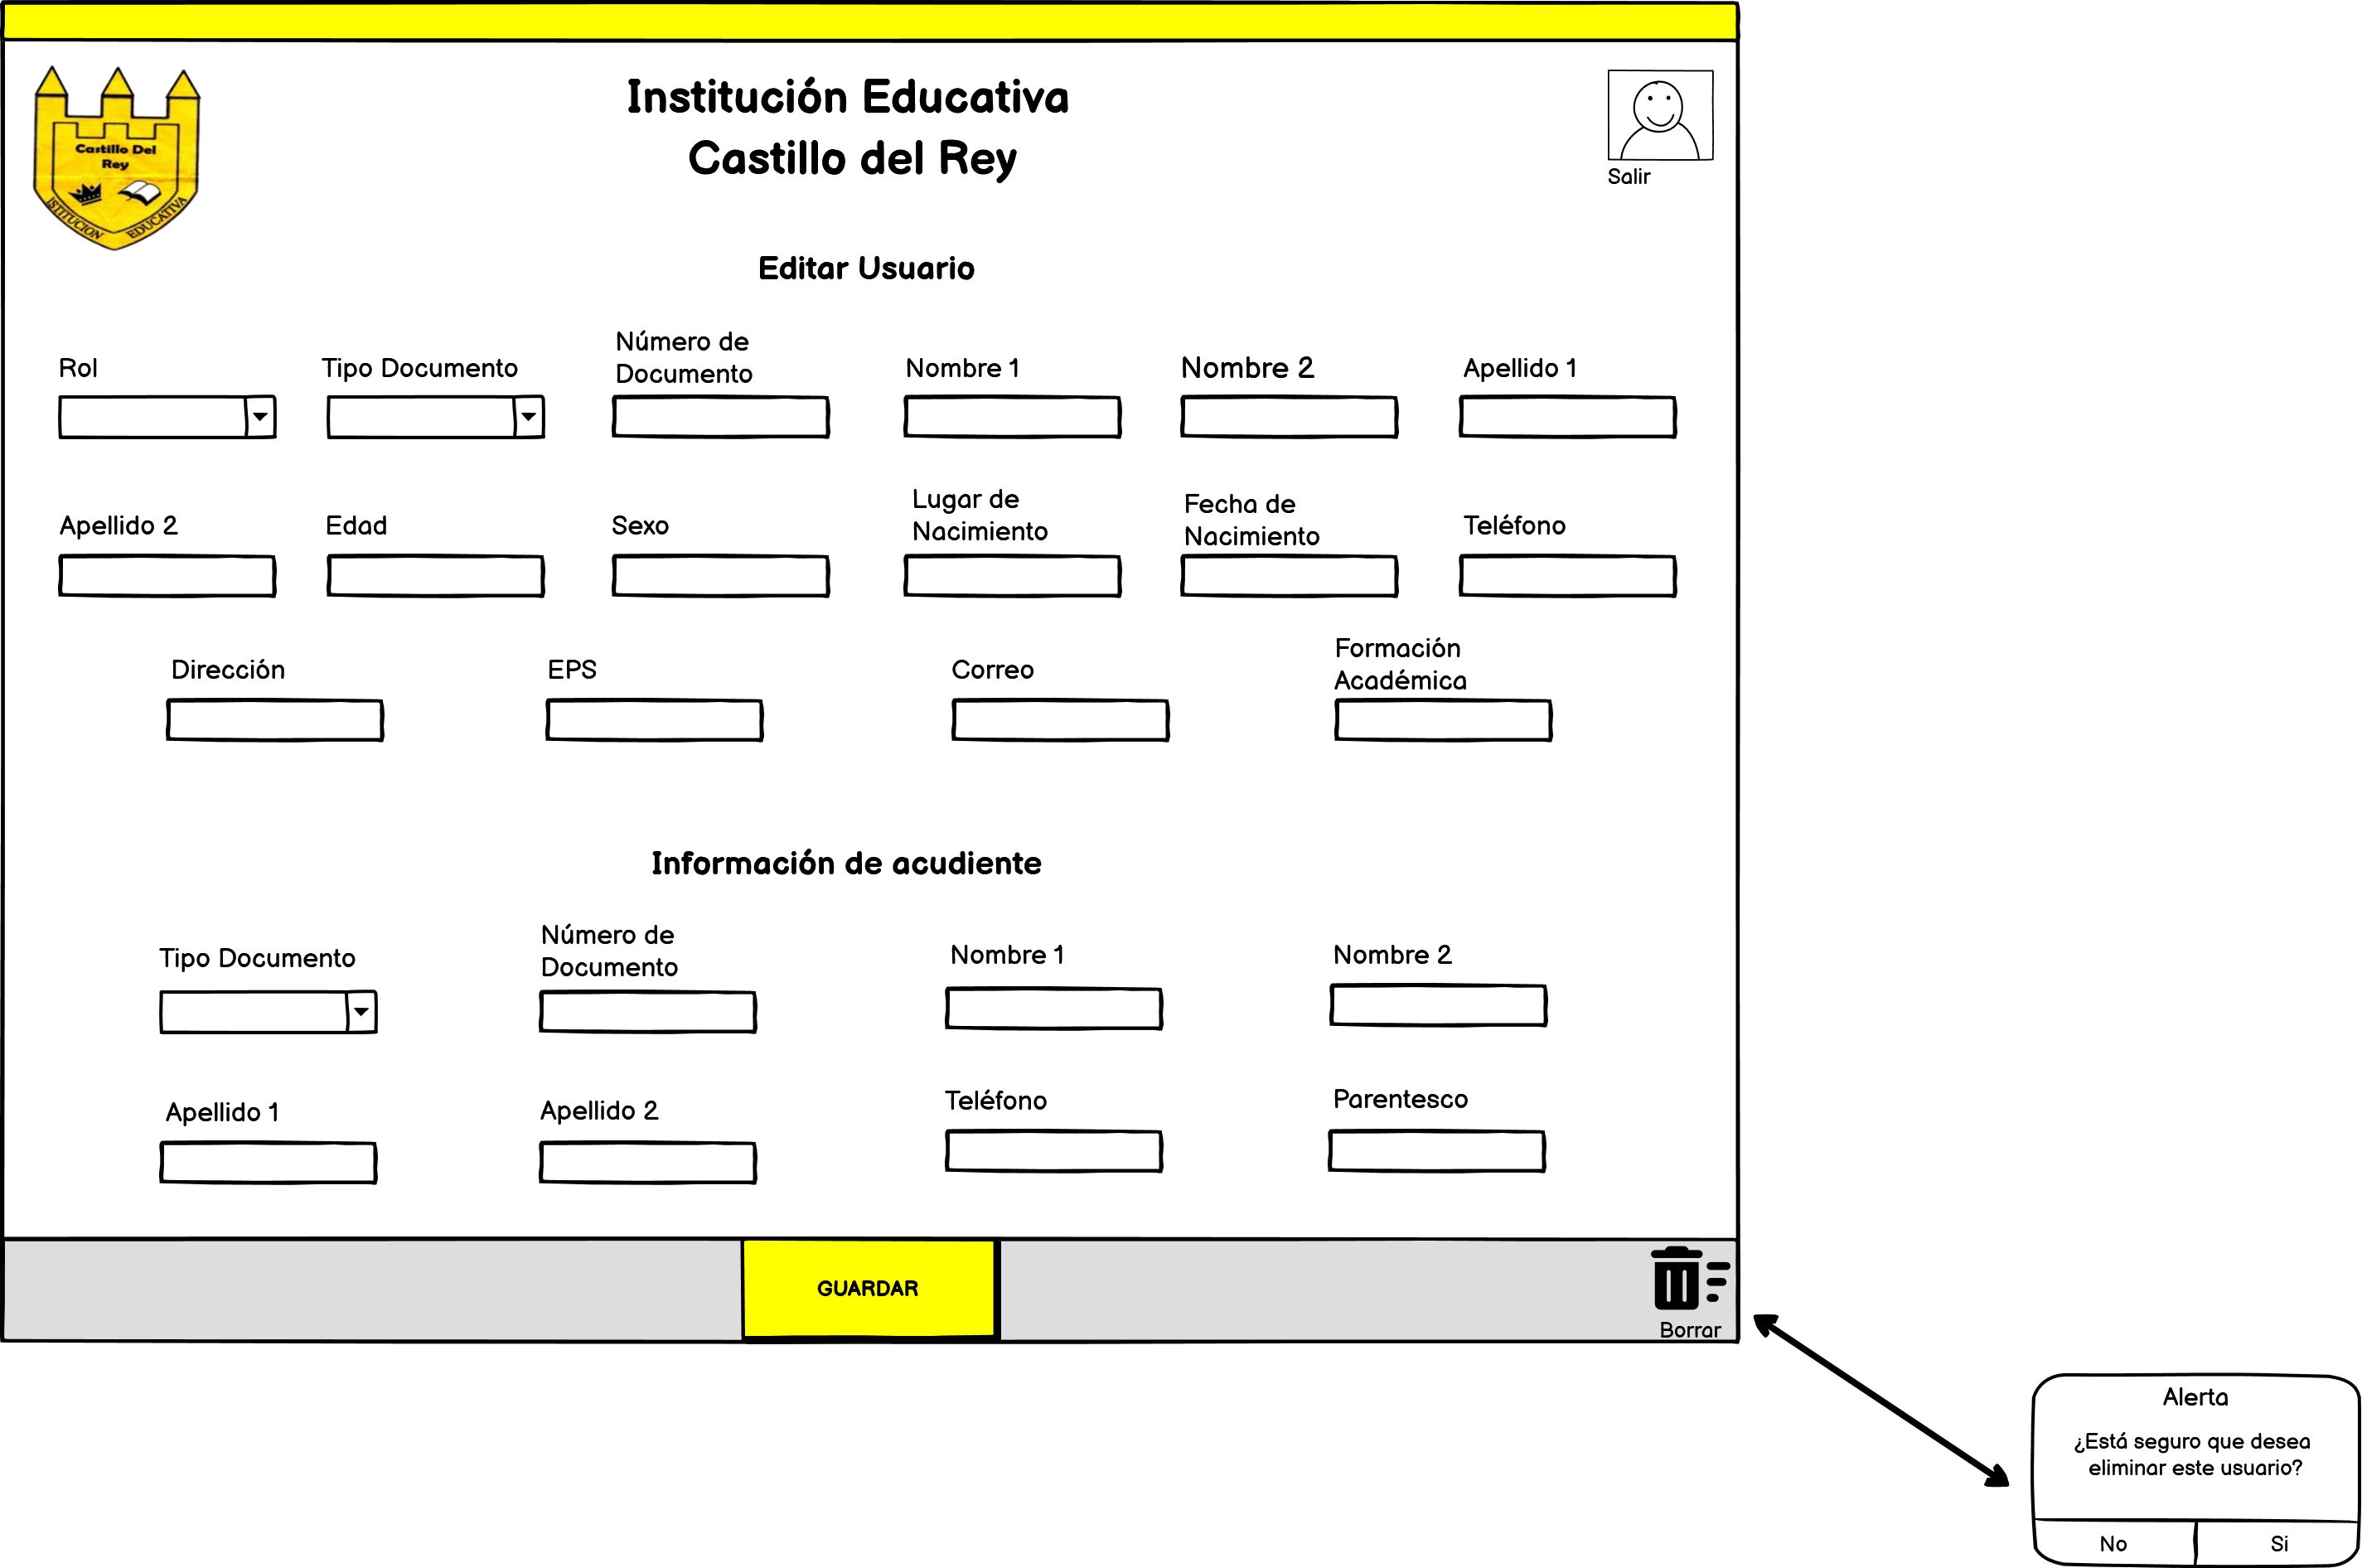 Institución Educativa
Castillo del Rey
Castillo Del
Rey
ISTITUCION EDUCATIVA
Salir
Editar Usuario
Rol
Tipo Documento
Número de
Documento
Nombre 1
Nombre 2
Apellido 1
Apellido 2
Edad
Sexo
Lugar de
Nacimiento
Fecha de
Nacimiento
Teléfono
Dirección
EPS
Correo
Formación
Académica
Información de acudiente
Tipo Documento
Número de
Documento
Nombre 1
Nombre 2
Apellido 1
Apellido 2
Teléfono
Parentesco
GUARDAR
Borrar
Alerta
¿Está seguro que desea
eliminar este usuario?
No
Si